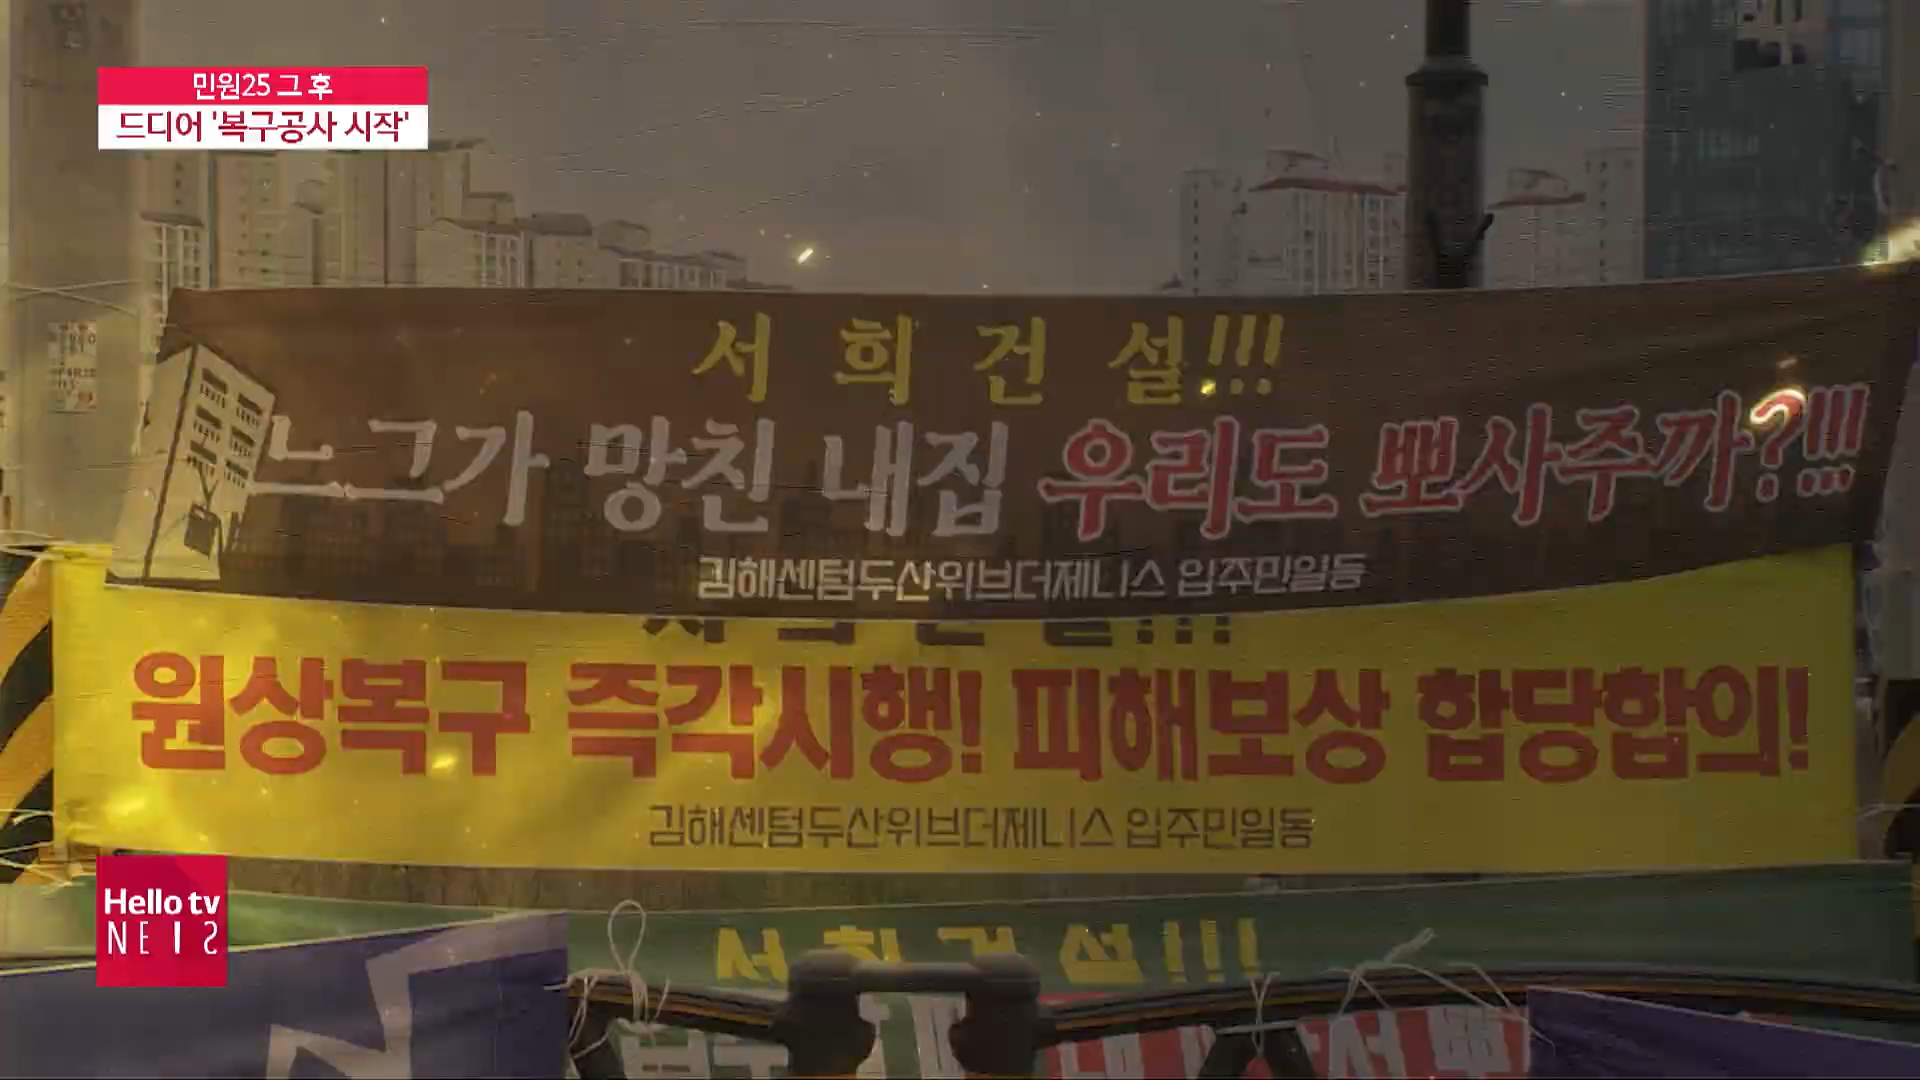 민원25 그 후
드디어 '복구공사 시작'
서 희 건 설!!!
느그가 망친 내집 우리도 뽀사주까?!!!
김해센텀두산위브더제니스 입주민일동
원상복구 즉각시행! 피해보상 합당합의!
김해센텀두산위브더제니스 입주민일동
서 희 건 설!!!
Hello tv